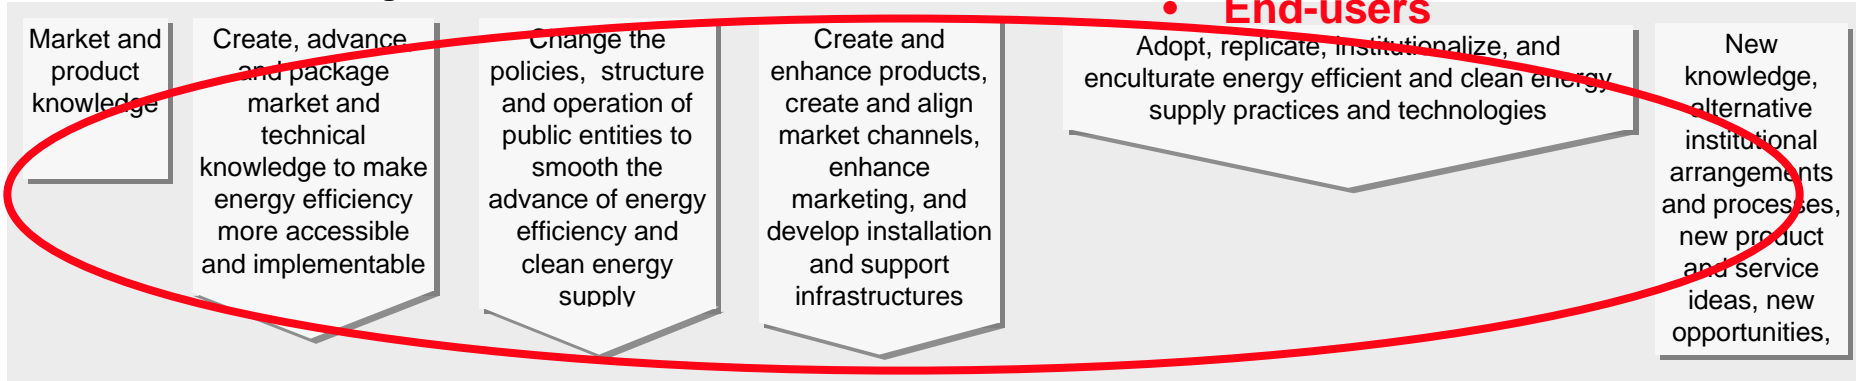 • End-users
Market and
product
knowledge
Create, advance
and package
market and
technical
knowledge to make
energy efficiency
more accessible
and implementable
Change the
policies, structure
and operation of
public entities to
smooth the
advance of energy
efficiency and
clean energy
supply
Create and
enhance products,
create and align
market channels,
enhance
marketing, and
develop installation
and support
infrastructures
Adopt, replicate, institutionalize, and
enculturate energy efficient and clean energy
supply practices and technologies
New
knowledge,
alternative
institutional
arrangements
and processes,
new product
and service
ideas, new
opportunities,